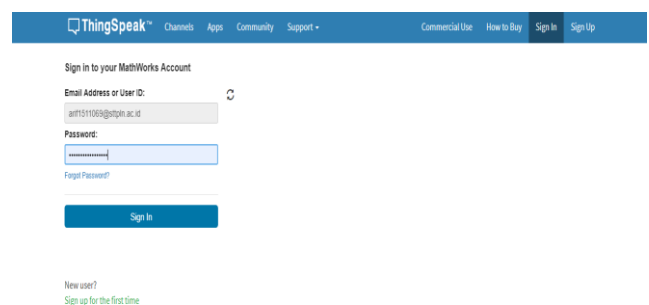 ThingSpeak™ Channels Apps Community Support Commercial Use How to Buy Sign In Sign Up
Sign in to your MathWorks Account
Email Address or User ID:
arif1511069@sttpln.ac.id
Password:
Forgot Password?
Sign In
New user?
Sign up for the first time